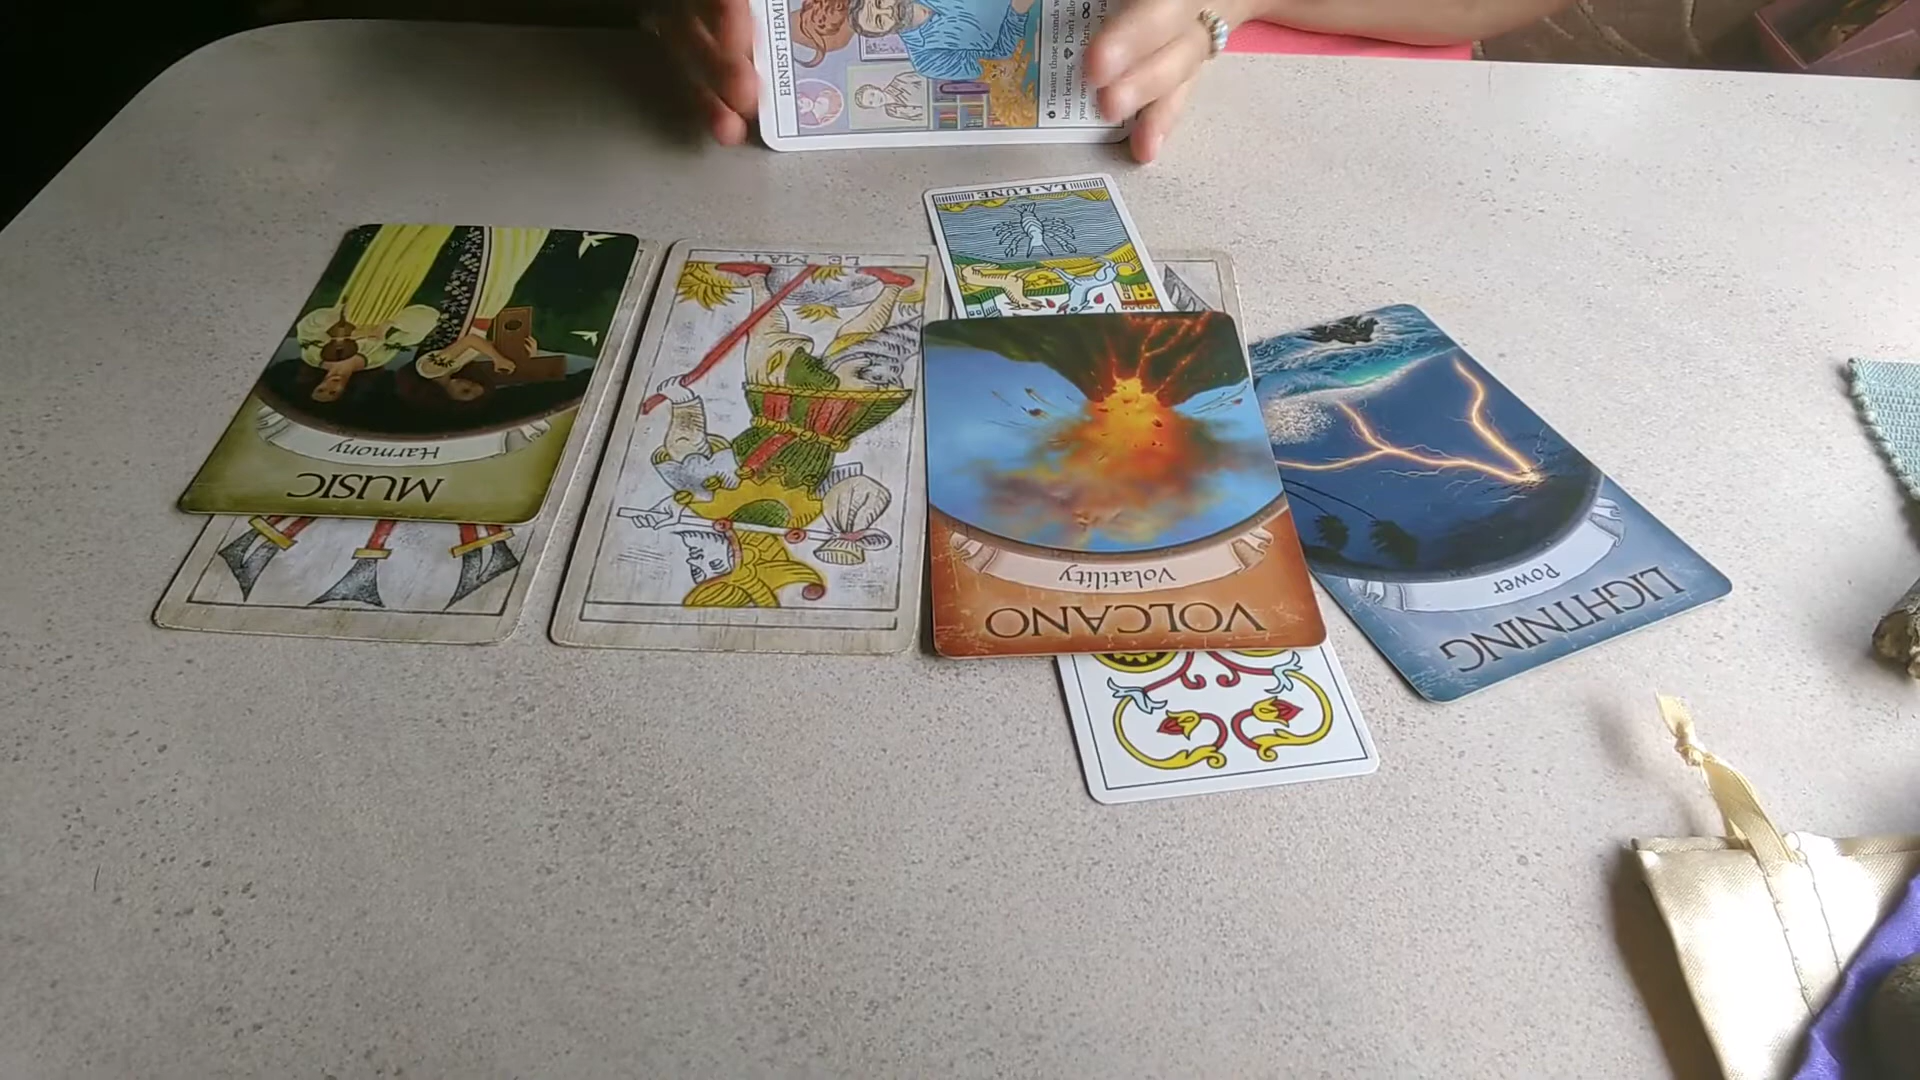 ERNEST HEMI
Treasure those seconds w
heart beating. Don't allo
your own
Paris,
LA·LUNE
LE MAT.
Harmony
MUSIC
Volatility
VOLCANO
Power
LIGHTNING